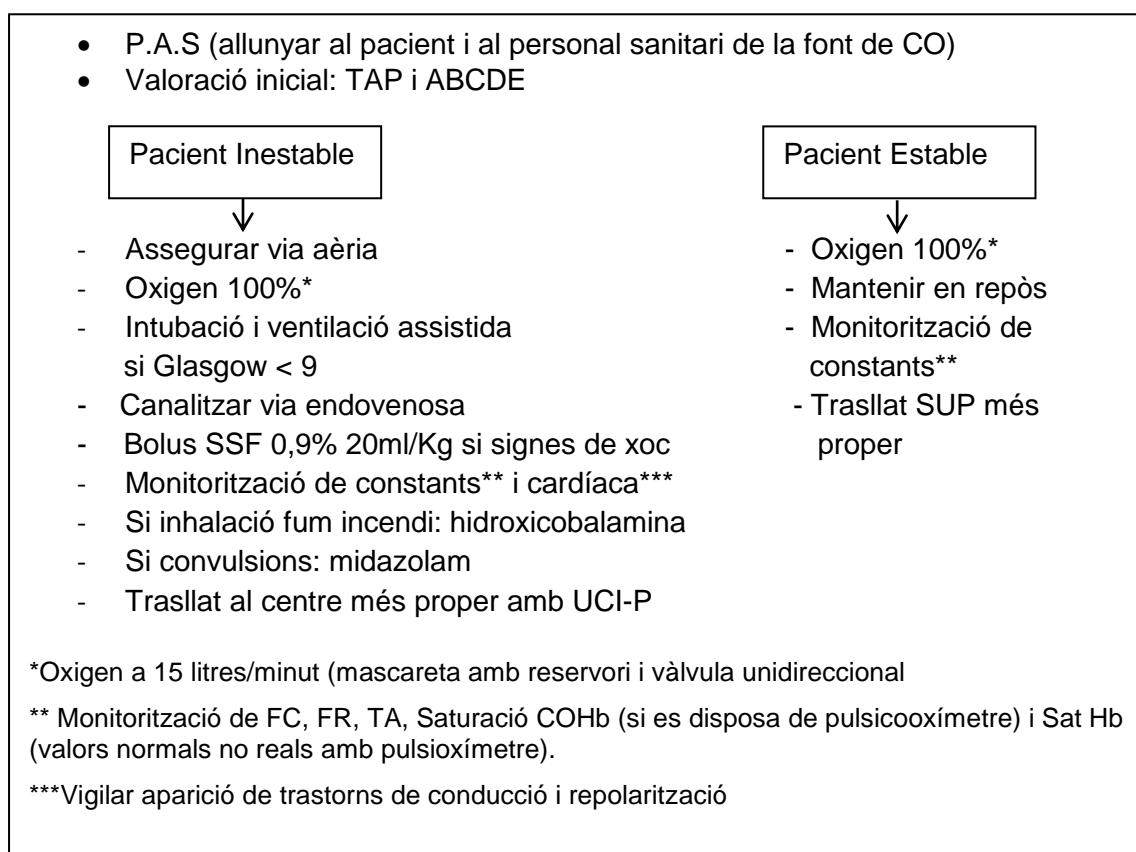 • P.A.S (allunyar al pacient i al personal sanitari de la font de CO)
• Valoració inicial: TAP i ABCDE
Pacient Inestable
- Assegurar via aèria
- Oxigen 100%*
- Intubació i ventilació assistida
si Glasgow < 9
- Canalitzar via endovenosa
- Bolus SSF 0,9% 20ml/Kg si signes de xoc
- Monitorització de constants** i cardíaca***
- Si inhalació fum incendi: hidroxicobalamina
- Si convulsions: midazolam
- Trasllat al centre més proper amb UCI-P
Pacient Estable
- Oxigen 100%*
- Mantenir en repòs
- Monitorització de
constants**
- Trasllat SUP més
proper
*Oxigen a 15 litres/minut (mascareta amb reservori i vàlvula unidireccional
** Monitorització de FC, FR, TA, Saturació COHb (si es disposa de pulsicooxímetre) i Sat Hb
(valors normals no reals amb pulsioxímetre).
***Vigilar aparició de trastorns de conducció i repolarització